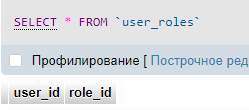 SELECT * FROM `user_roles`
Профилирование [ Построчное ред
user_id role_id